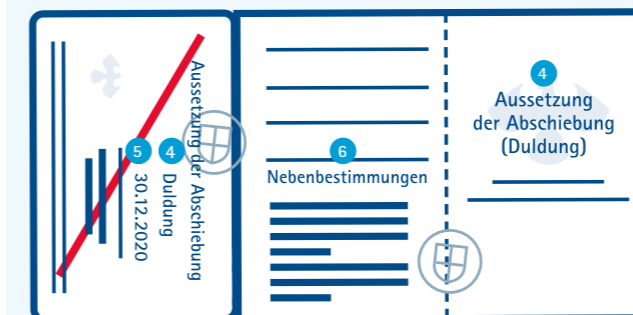 Aussetzung der Abschiebung
4 Duldung
5 30.12.2020
6
Nebenbestimmungen
4
Aussetzung
der Abschiebung
(Duldung)